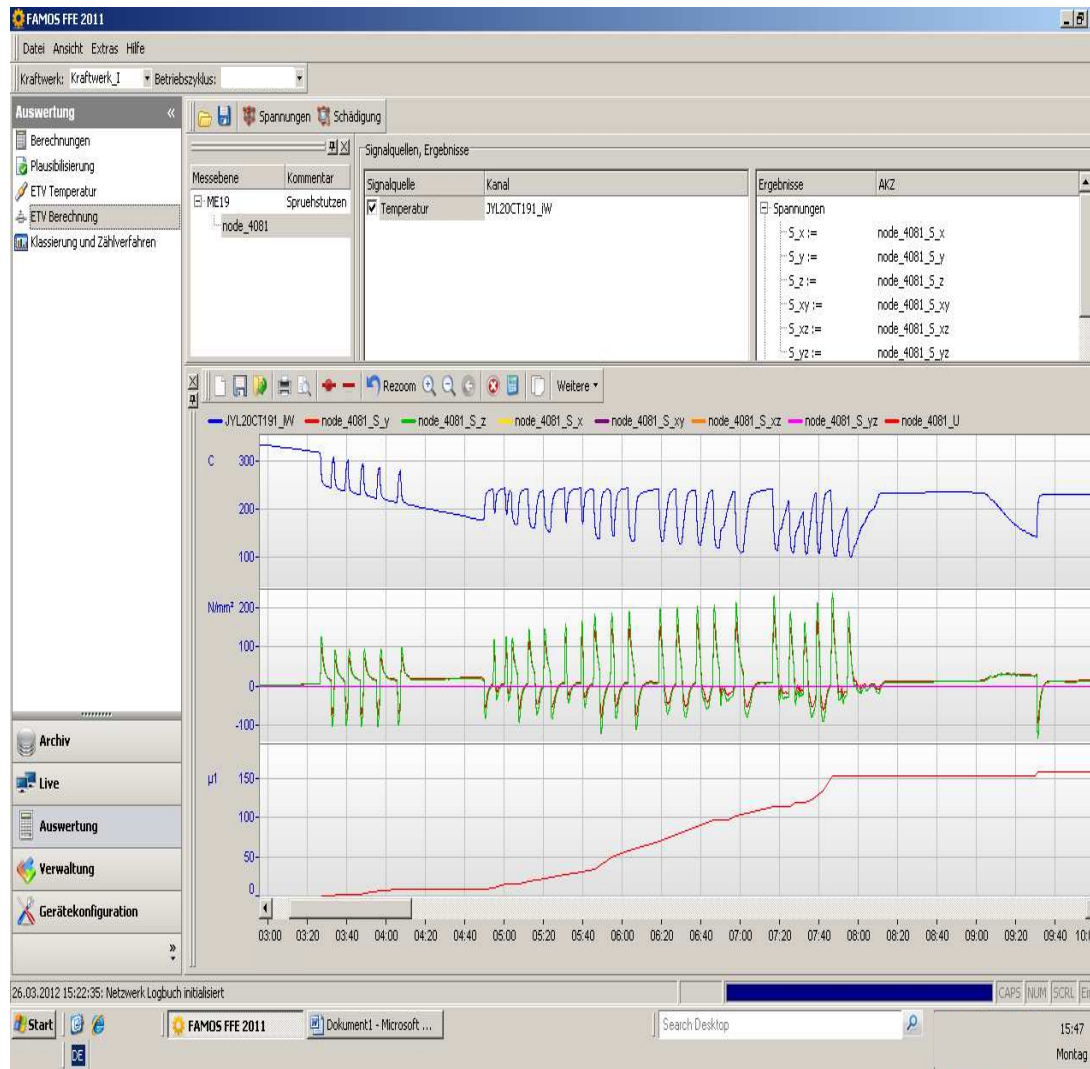 FAMOS FFE 2011
Datei Ansicht Extras Hilfe
Kraftwerk: Kraftwerk_I Betriebszyklus:
Auswertung «
Berechnungen
Plausibilisierung
ETV Temperatur
ETV Berechnung
Klassierung und Zählverfahren
Spannungen Schädigung
Messebene Kommentar
ME19 Spruehstutzen
node_4081
Signalquellen, Ergebnisse
Signalquelle Kanal
Temperatur JYL20CT191_iW
Ergebnisse AKZ
Spannungen
S_x := node_4081_S_x
S_y := node_4081_S_y
S_z := node_4081_S_z
S_xy := node_4081_S_xy
S_xz := node_4081_S_xz
S_yz := node_4081_S_yz
Rezoom Weitere
JYL20CT191_iW node_4081_S_y node_4081_S_z node_4081_S_x node_4081_S_xy node_4081_S_xz node_4081_S_yz node_4081_U
C 300
200
100
N/mm² 200
100
0
-100
µ1 150
100
50
0
03:00 03:20 03:40 04:00 04:20 04:40 05:00 05:20 05:40 06:00 06:20 06:40 07:00 07:20 07:40 08:00 08:20 08:40 09:00 09:20 09:40 10:
Archiv
Live
Auswertung
Verwaltung
Gerätekonfiguration
»
26.03.2012 15:22:35: Netzwerk Logbuch initialisiert
CAPS NUM SCRL Ei
Start FAMOS FFE 2011 Dokument1 - Microsoft ... Search Desktop 15:47
DE Montag